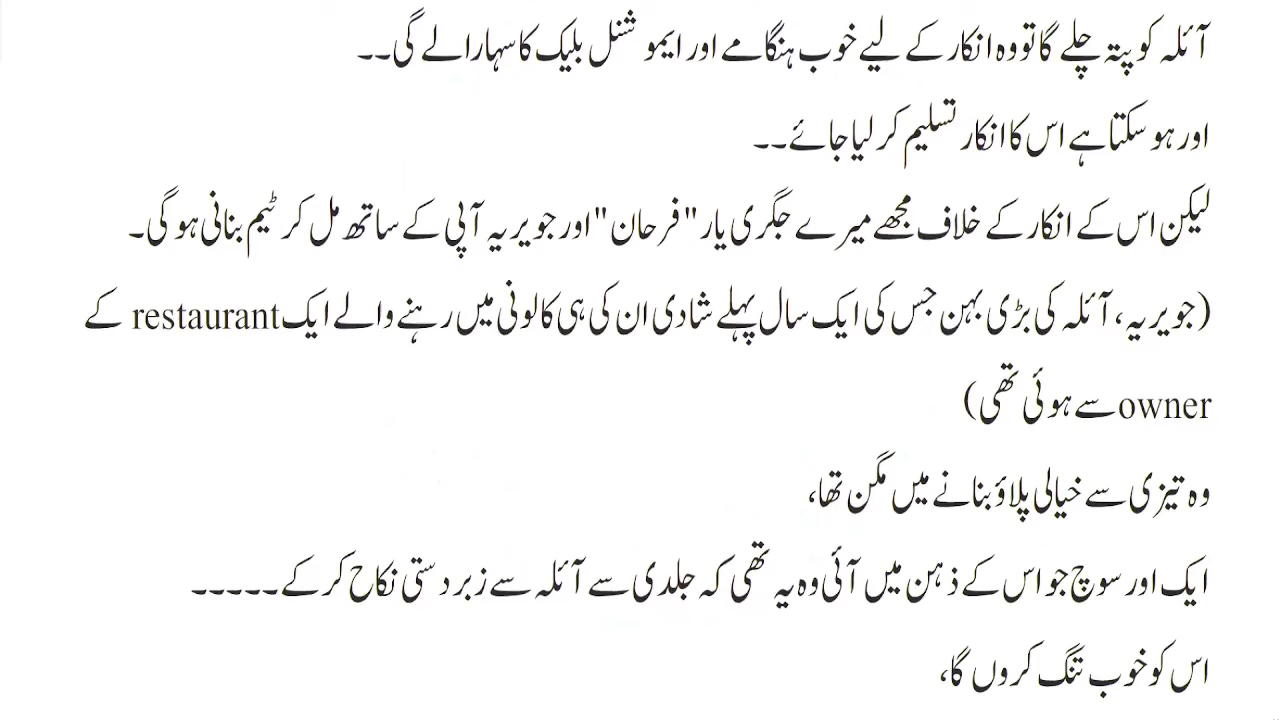 آئلہ کو پتہ چلے گا تو وہ انکار کے لیے خوب ہنگامے اور ایموشنل بلیک کا سہارا لے گی۔۔
اور ہو سکتا ہے اس کا انکار تسلیم کر لیا جائے۔۔
لیکن اس کے انکار کے خلاف مجھے میرے جگری یار "فرحان" اور جویریہ آپی کے ساتھ مل کر ٹیم بنانی ہو گی۔
(جویریہ، آئلہ کی بڑی بہن جس کی ایک سال پہلے شادی ان کی ہی کالونی میں رہنے والے ایک restaurant کے
owner سے ہوئی تھی)
وہ تیزی سے خیالی پلاؤ بنانے میں مگن تھا،
ایک اور سوچ جو اس کے ذہن میں آئی وہ یہ تھی کہ جلدی سے آئلہ سے زبردستی نکاح کر کے۔۔۔۔۔
اس کو خوب تنگ کروں گا،